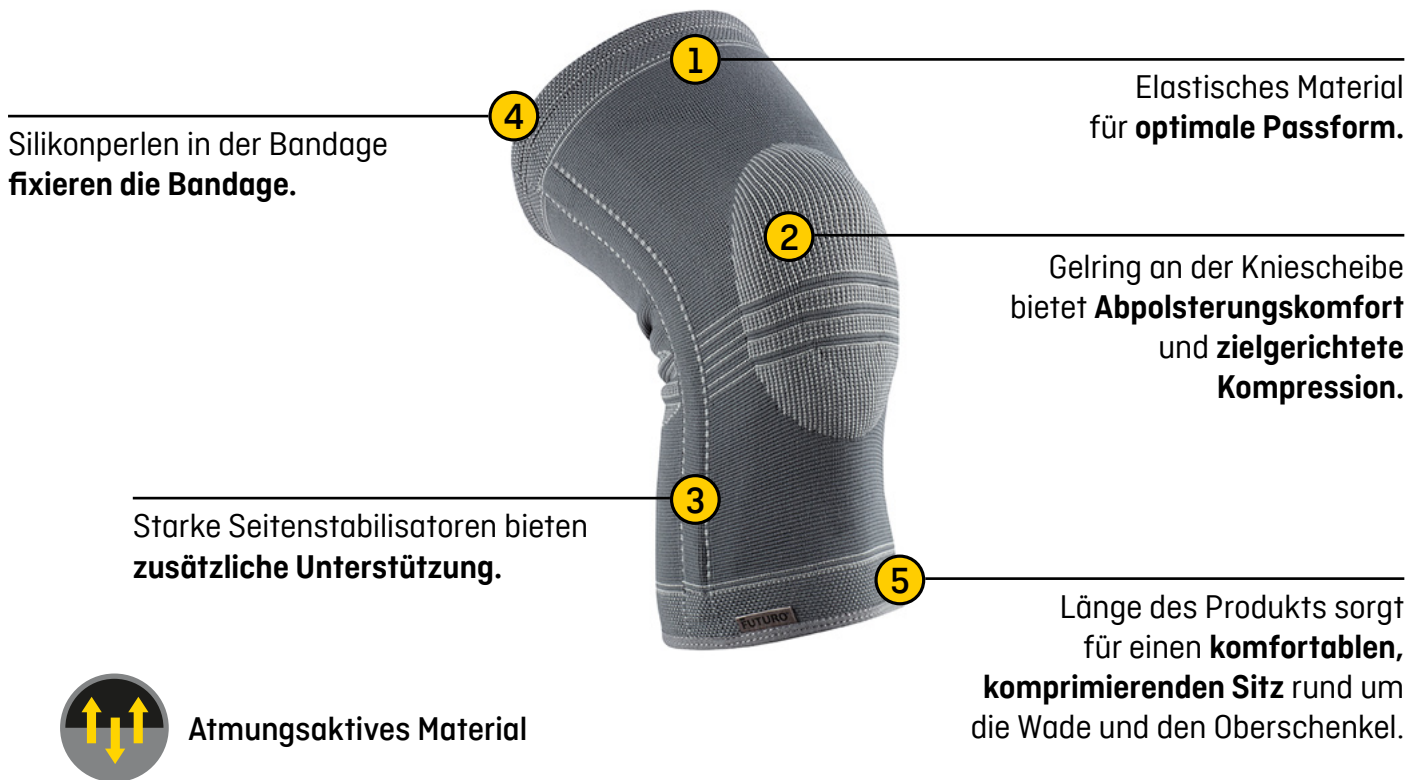 1
Elastisches Material
für optimale Passform.
4
Silikonperlen in der Bandage
fixieren die Bandage.
2
Gelring an der Kniescheibe
bietet Abpolsterungskomfort
und zielgerichtete
Kompression.
3
Starke Seitenstabilisatoren bieten
zusätzliche Unterstützung.
5
Länge des Produkts sorgt
für einen komfortablen,
komprimierenden Sitz rund um
die Wade und den Oberschenkel.
FUTURO
Atmungsaktives Material